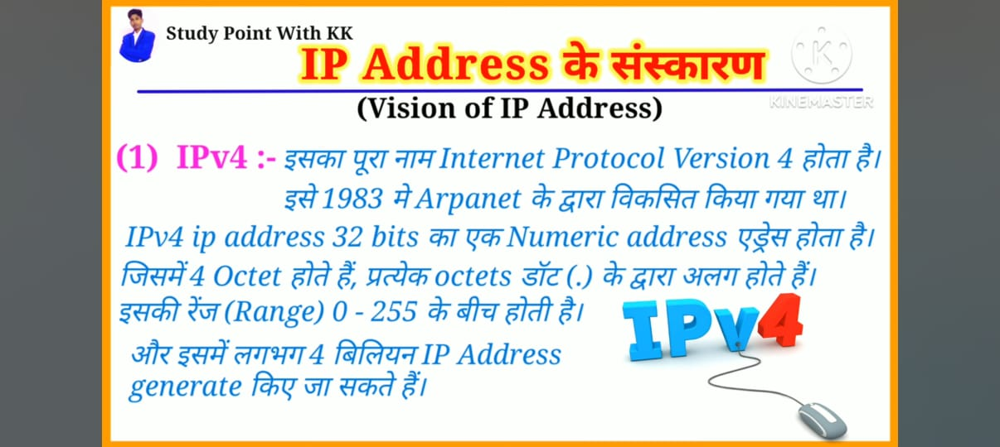 Study Point With KK
IP Address के संस्कारण
K
KINEMASTER
(Vision of IP Address)
(1) IPv4 :- इसका पूरा नाम Internet Protocol Version 4 होता है।
इसे 1983 मे Arpanet के द्वारा विकसित किया गया था।
IPv4 ip address 32 bits का एक Numeric address एड्रेस होता है।
जिसमें 4 Octet होते हैं, प्रत्येक octets डॉट (.) के द्वारा अलग होते हैं।
इसकी रेंज (Range) 0 - 255 के बीच होती है।
और इसमें लगभग 4 बिलियन IP Address
generate किए जा सकते हैं।
IPv4